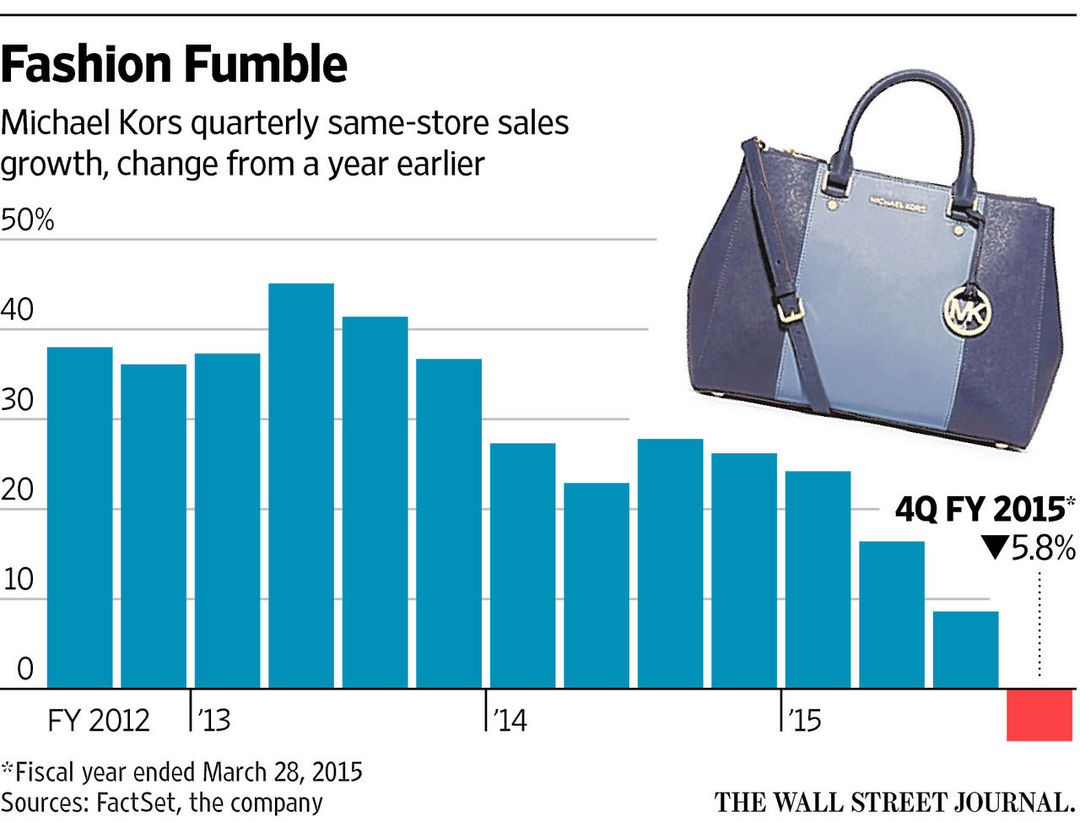 Fashion Fumble
Michael Kors quarterly same-store sales
growth, change from a year earlier
50%
40
30
20
10
0
MICHAEL KORS
MK
4Q FY 2015*
▼5.8%
FY 2012
’13
’14
’15
*Fiscal year ended March 28, 2015
Sources: FactSet, the company
THE WALL STREET JOURNAL.